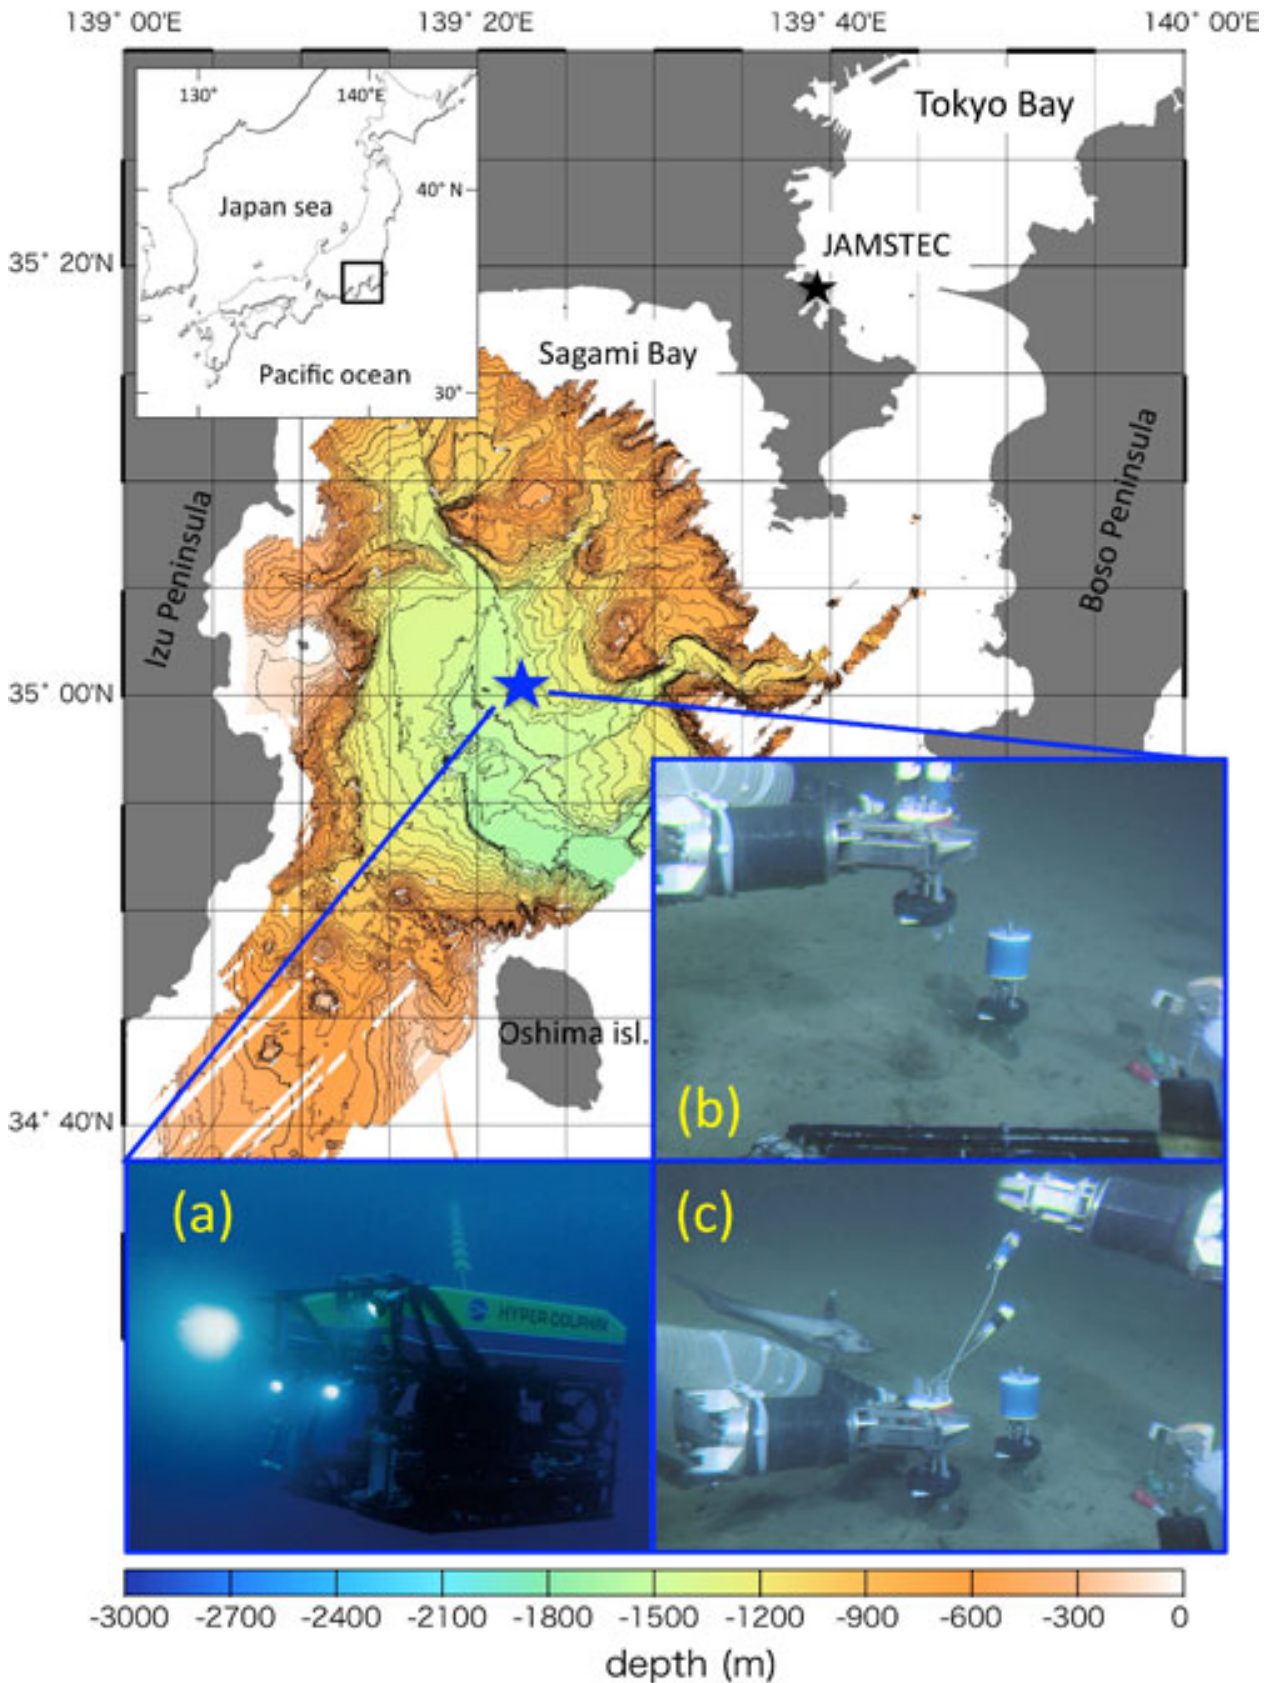 139° 00'E 139° 20'E 139° 40'E 140° 00'E
130° 140°E
Tokyo Bay
40° N
Japan sea
JAMSTEC
35° 20'N
Sagami Bay
Pacific ocean
30°
Izu Peninsula
Boso Peninsula
35° 00'N
Oshima isl.
34° 40'N
(b)
(a)
(c)
HYPER-DOLPHIN
-3000 -2700 -2400 -2100 -1800 -1500 -1200 -900 -600 -300 0
depth (m)